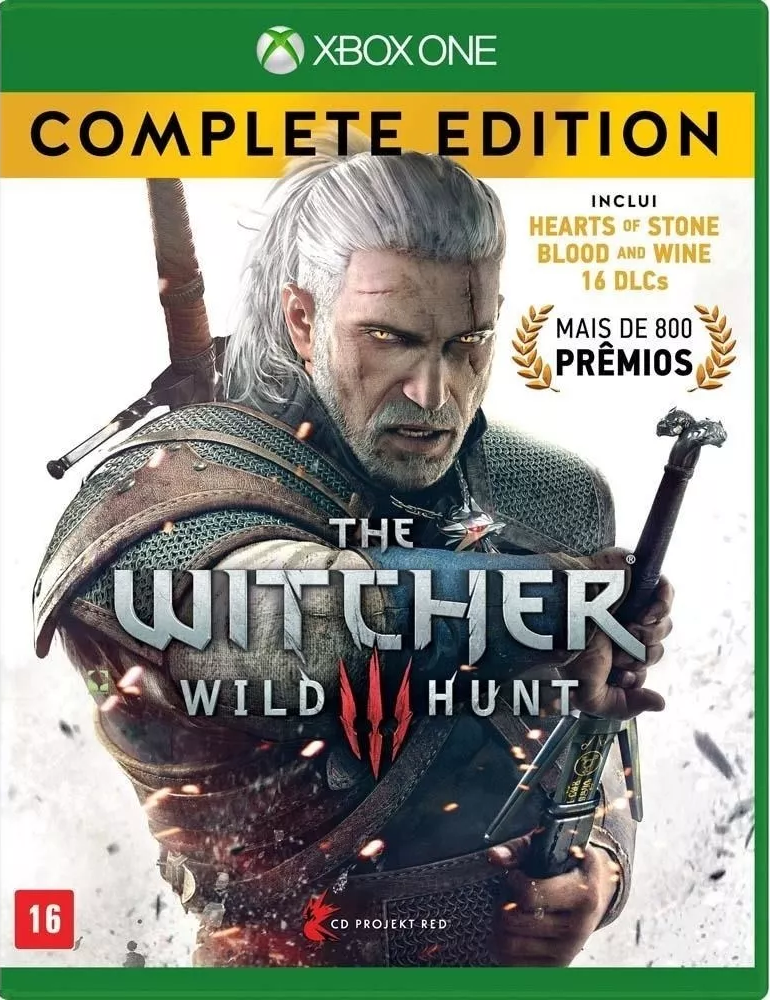 XBOX ONE
COMPLETE EDITION
INCLUI
HEARTS OF STONE
BLOOD AND WINE
16 DLCs
MAIS DE 800
PRÊMIOS
THE
WITCHER®
WILD III HUNT
16
CD PROJEKT RED